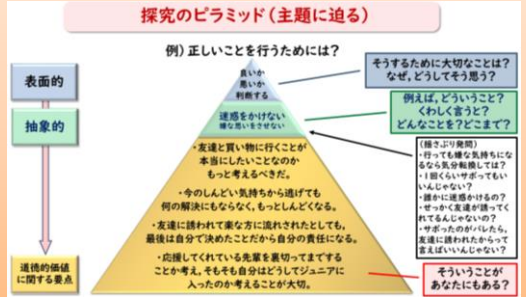 探究のピラミッド(主題に迫る)
例)正しいことを行うためには?
表面的
抽象的
道徳的価値
に関する要点
良いか
悪いか
判断する
迷惑をかけない
嫌な思いをさせない
・友達と買い物に行くことが
本当にしたいことなのか
もっと考えるべきだ。
・今のしんどい気持ちから逃げても
何の解決にもならなく、もっとしんどくなる。
・友達に誘われて楽な方に流されたとしても、
最後は自分で決めたことだから自分の責任になる。
・応援してくれている先輩を裏切ってまでする
ことか考え、そもそも自分はどうしてジュニアに
入ったのか考えることが大切。
そうするために大切なことは?
なぜ、どうしてそう思う?
例えば、どういうこと?
くわしく言うと?
どんなことを?どこまで?
(揺さぶり発問)
・行っても嫌な気持ちにな
るなら気分転換しては?
・1回くらいサボってもい
いんじゃない?
・誰かに迷惑かけるの?
・せっかく友達が誘ってく
れてるんじゃないの?
・サボったのがバレたら、
友達に誘われたからって
言えばいいんじゃない?
そういうことが
あなたにもある?